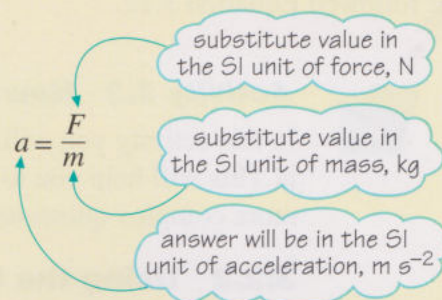 substitute value in
the SI unit of force, N
a = F/m
substitute value in
the SI unit of mass, kg
answer will be in the SI
unit of acceleration, m s⁻²